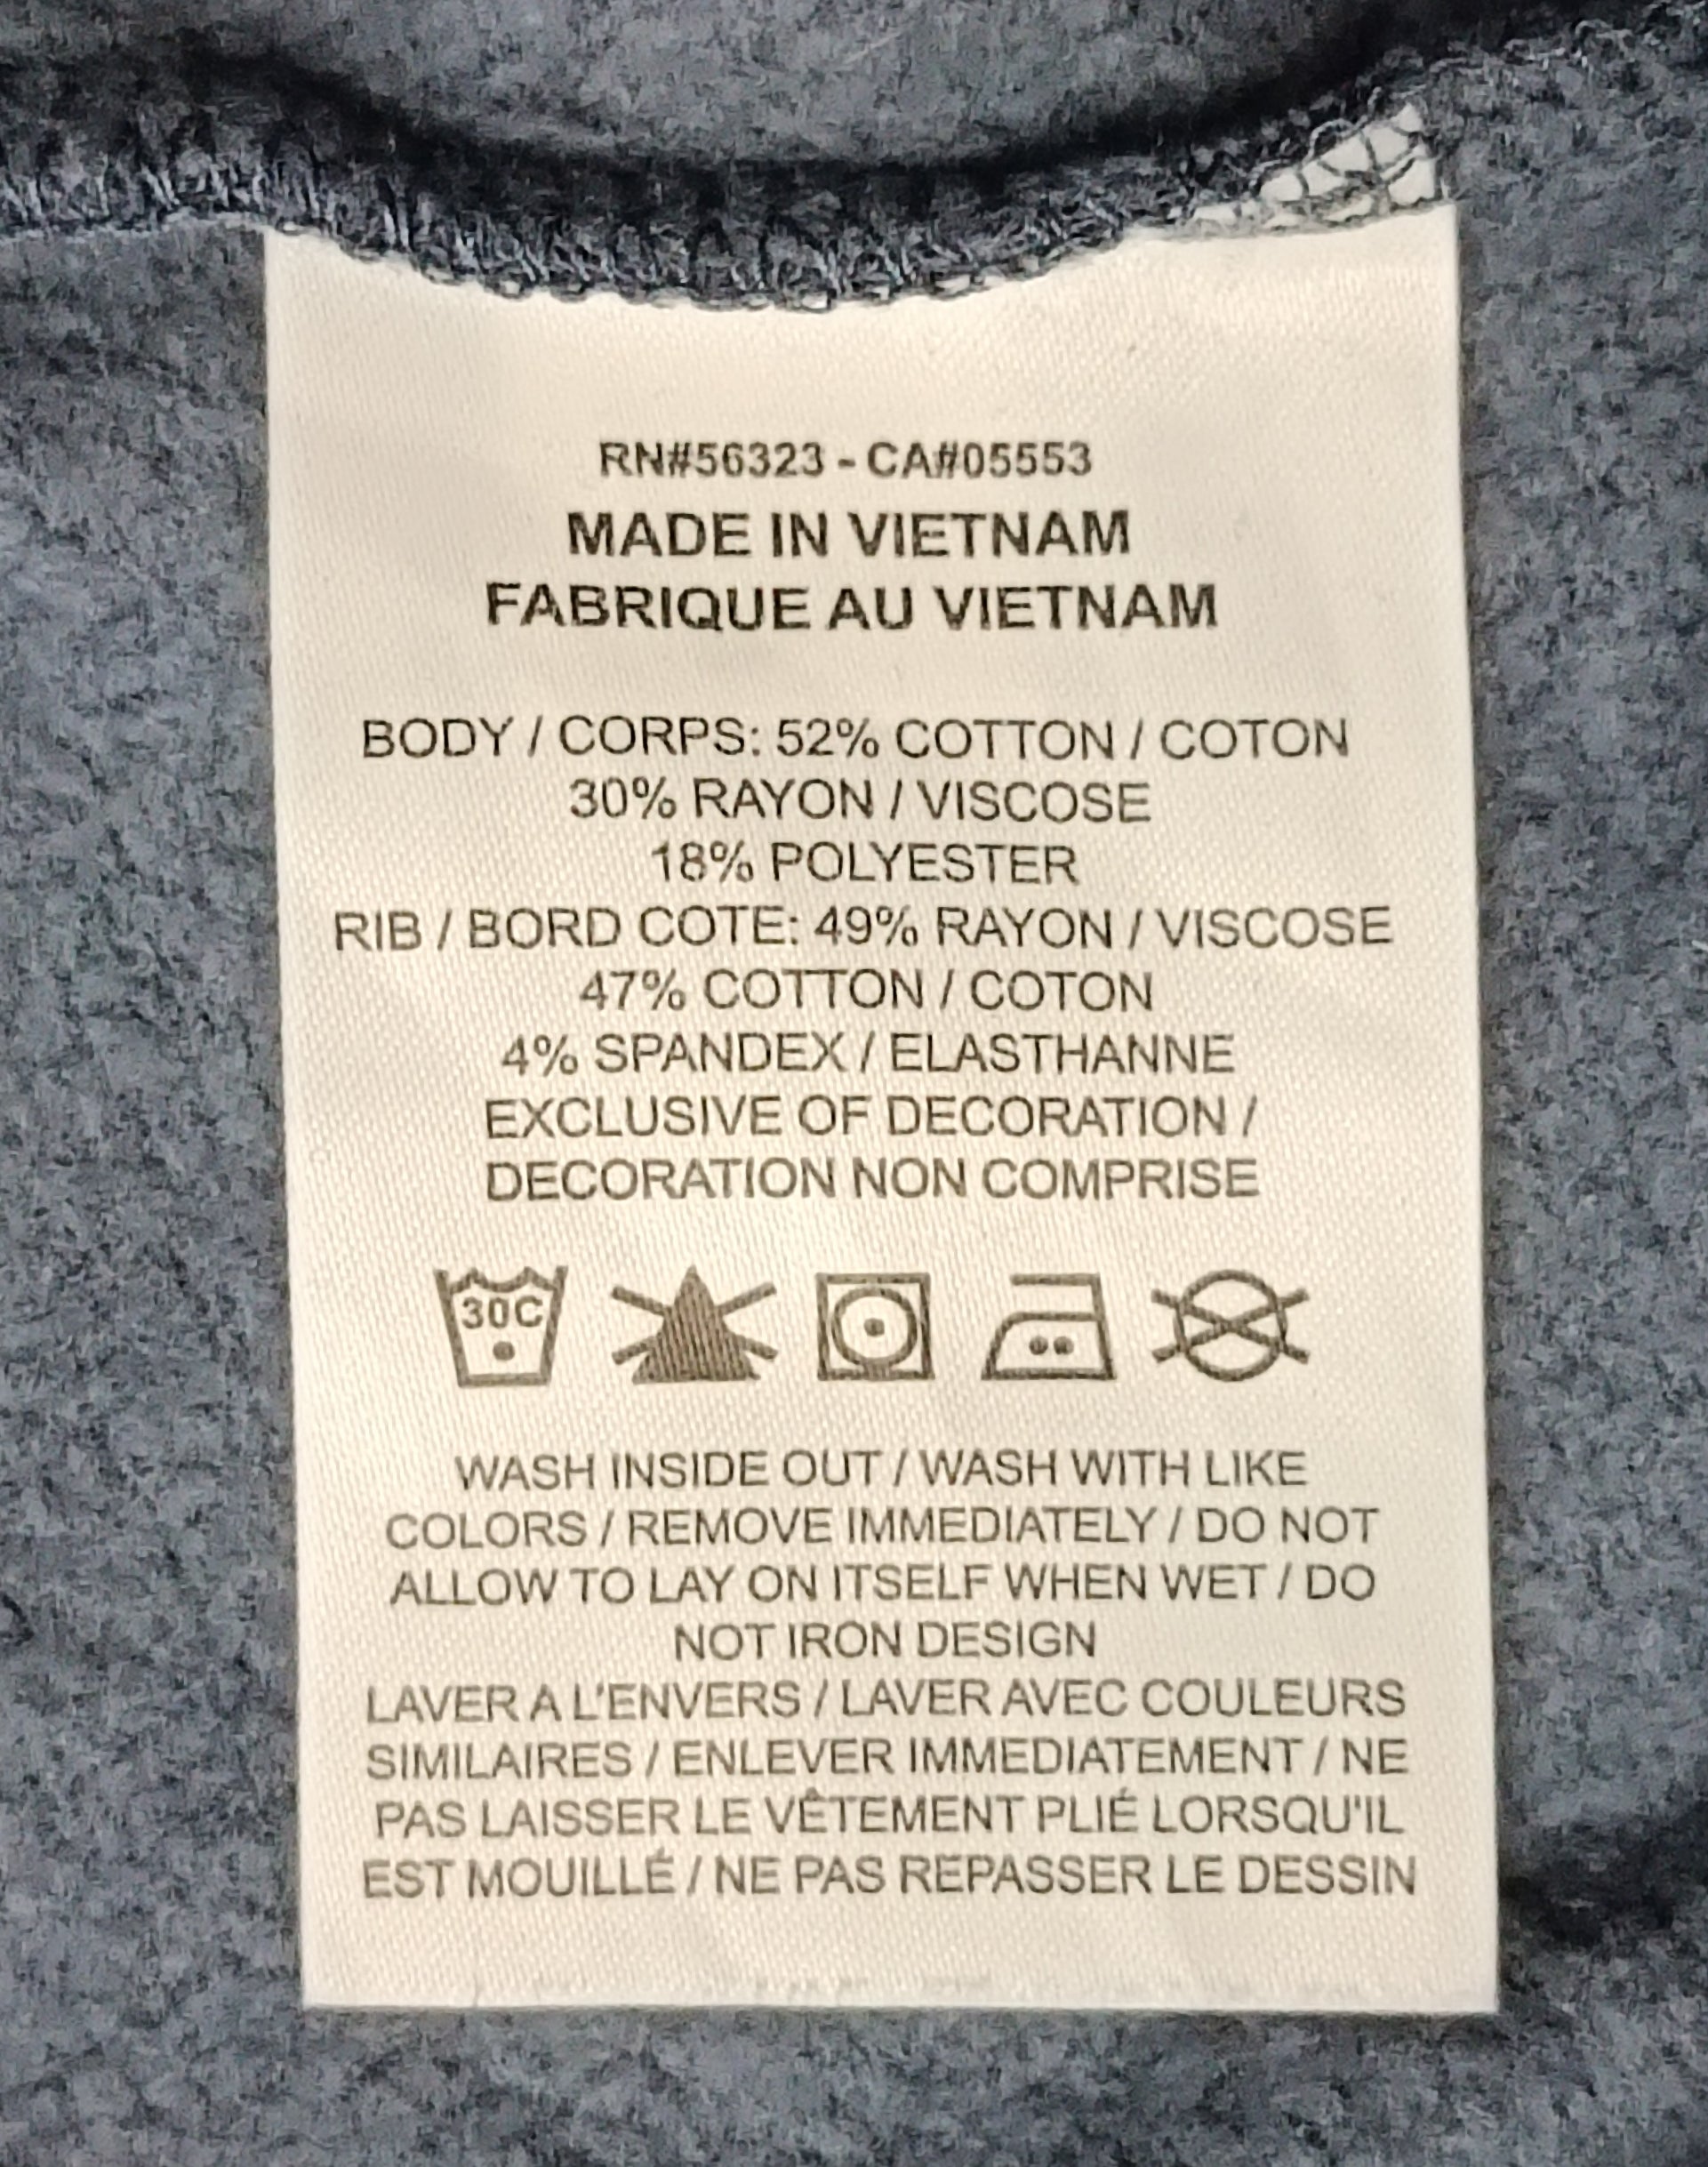 RN#56323 - CA#05553
MADE IN VIETNAM
FABRIQUE AU VIETNAM
BODY / CORPS: 52% COTTON / COTON
30% RAYON / VISCOSE
18% POLYESTER
RIB / BORD COTE: 49% RAYON / VISCOSE
47% COTTON / COTON
4% SPANDEX / ELASTHANNE
EXCLUSIVE OF DECORATION /
DECORATION NON COMPRISE
30C
WASH INSIDE OUT / WASH WITH LIKE
COLORS / REMOVE IMMEDIATELY / DO NOT
ALLOW TO LAY ON ITSELF WHEN WET / DO
NOT IRON DESIGN
LAVER A L'ENVERS / LAVER AVEC COULEURS
SIMILAIRES / ENLEVER IMMEDIATEMENT / NE
PAS LAISSER LE VÊTEMENT PLIÉ LORSQU'IL
EST MOUILLÉ / NE PAS REPASSER LE DESSIN